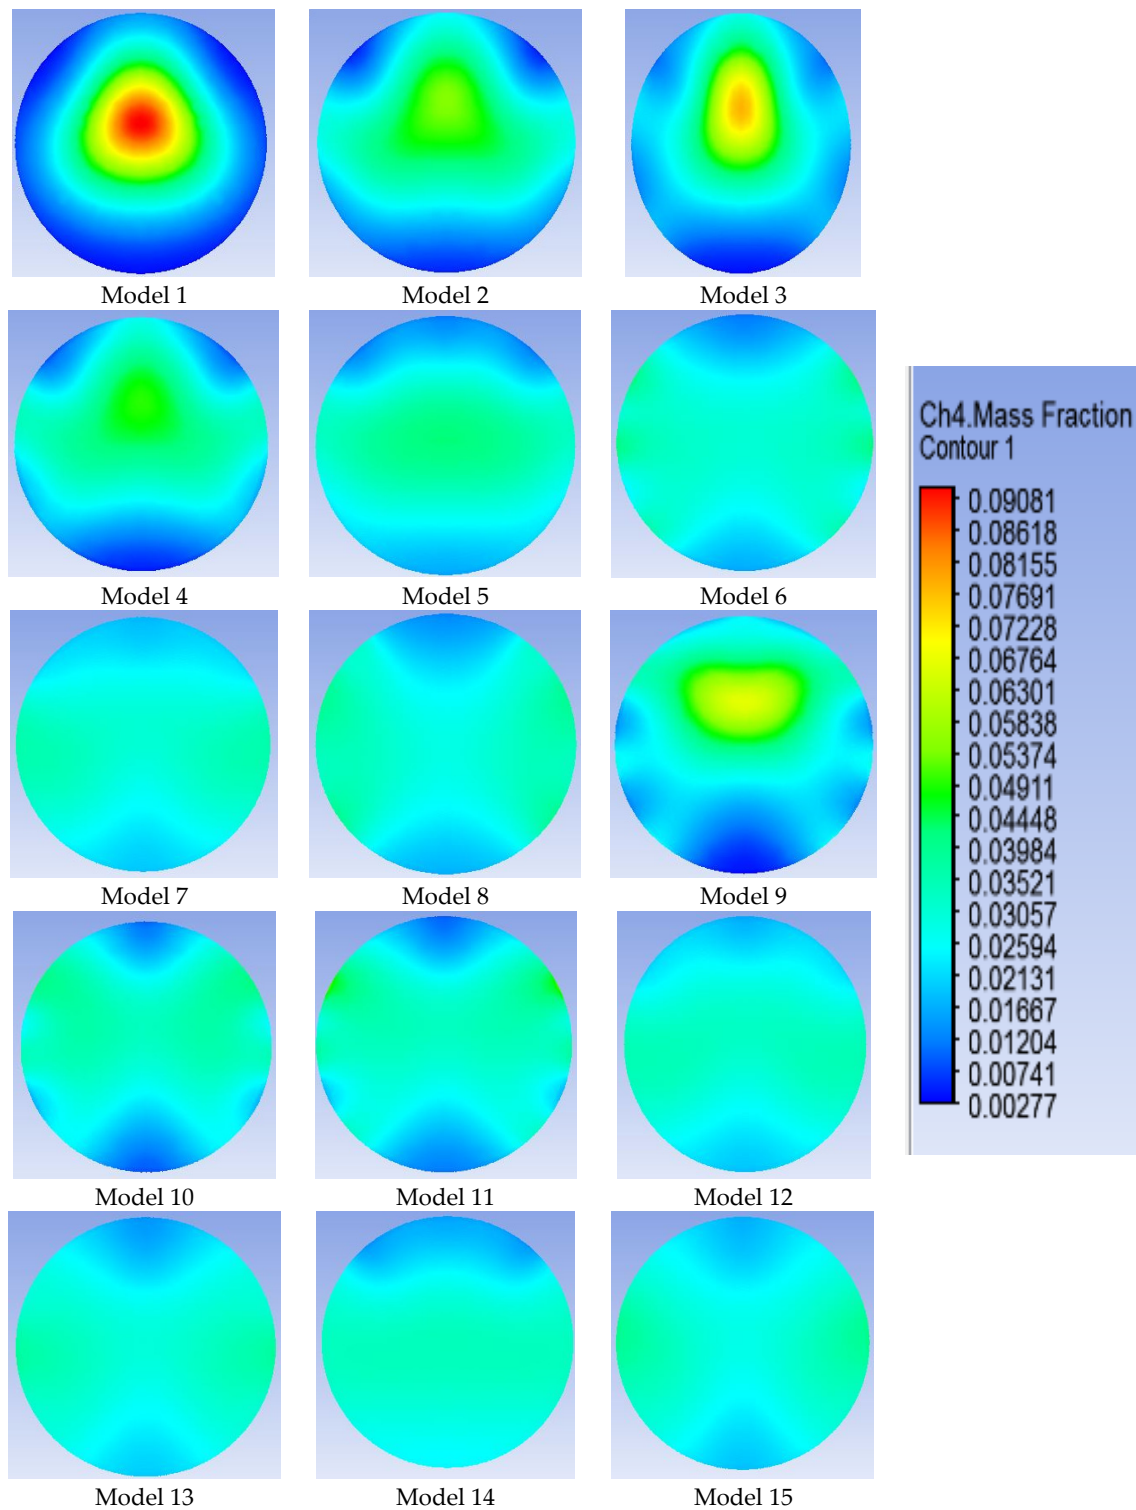 Model 1
Model 2
Model 3
Model 4
Model 5
Model 6
Model 7
Model 8
Model 9
Model 10
Model 11
Model 12
Model 13
Model 14
Model 15
Ch4.Mass Fraction
Contour 1
0.09081
0.08618
0.08155
0.07691
0.07228
0.06764
0.06301
0.05838
0.05374
0.04911
0.04448
0.03984
0.03521
0.03057
0.02594
0.02131
0.01667
0.01204
0.00741
0.00277